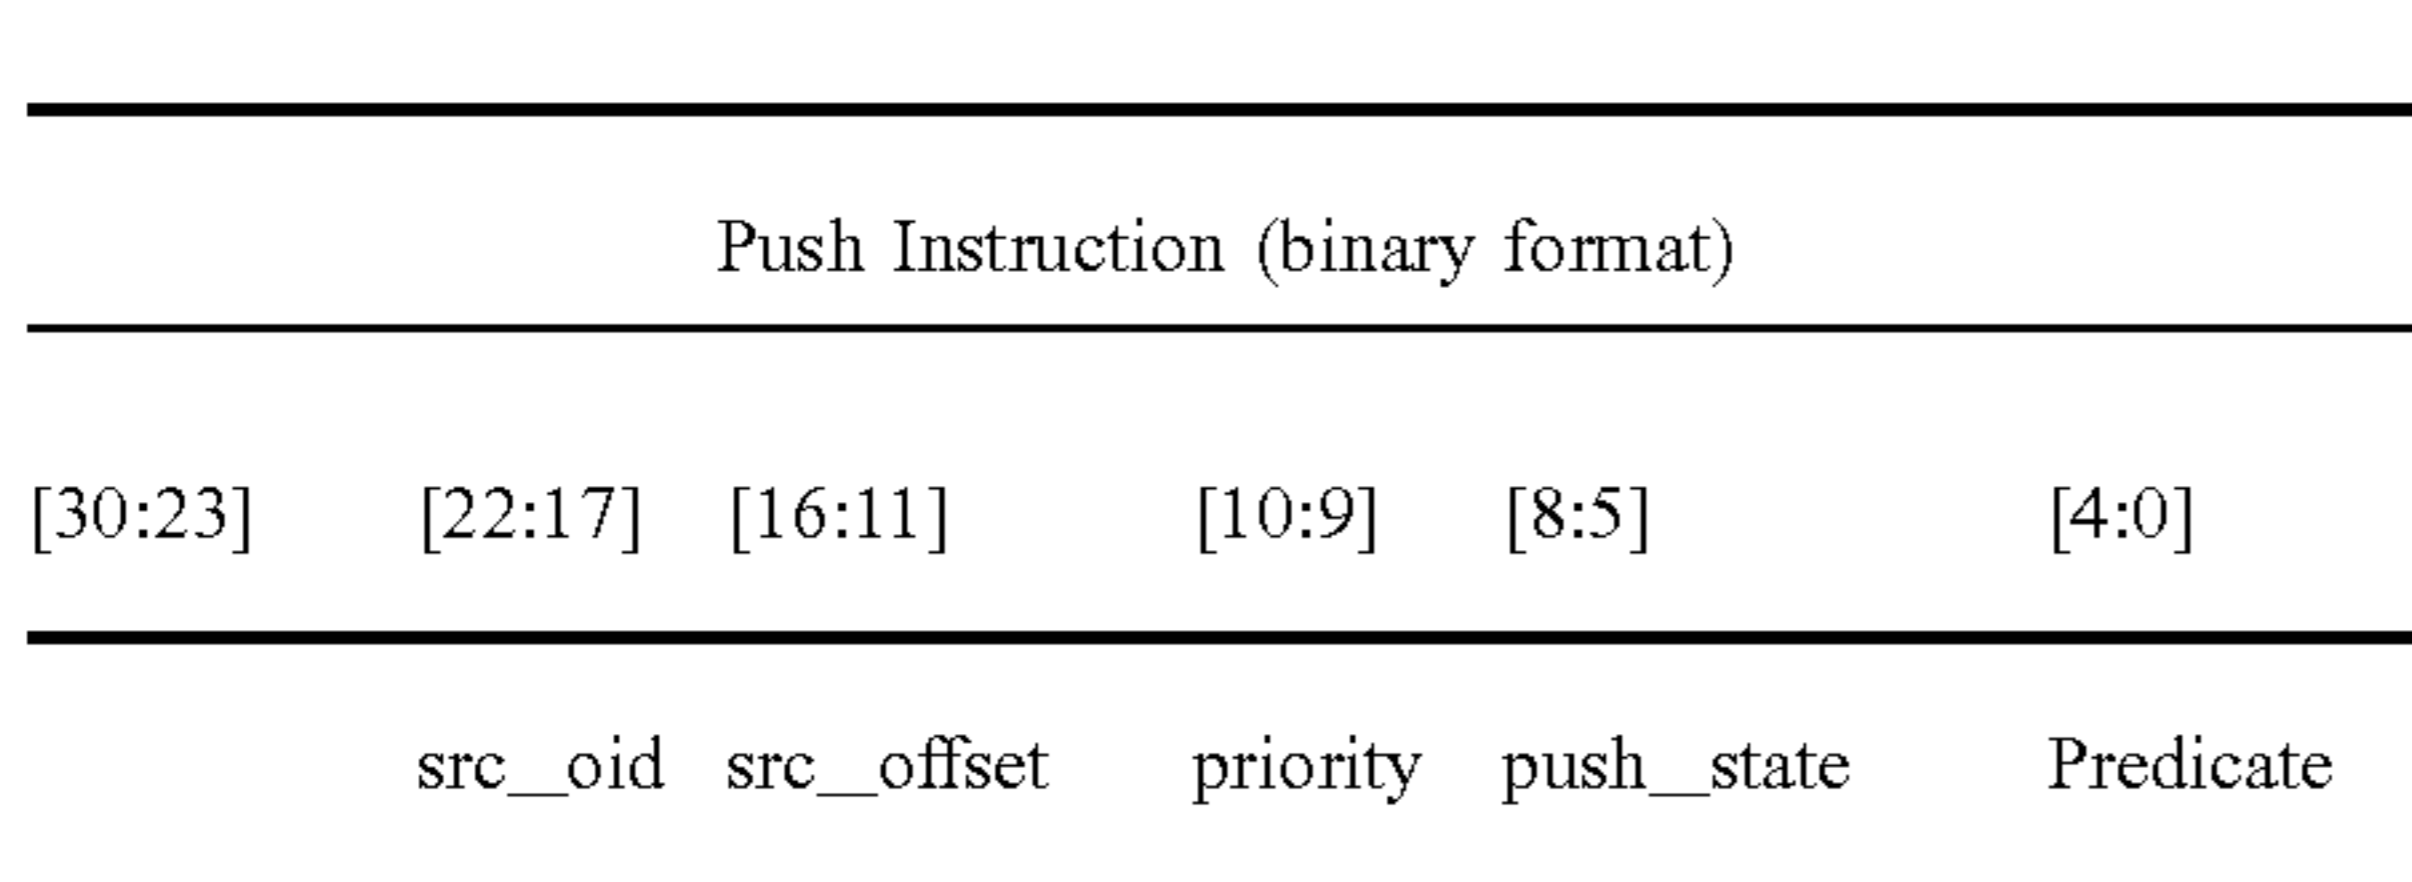 Push Instruction (binary format)
[30:23] [22:17] [16:11] [10:9] [8:5] [4:0]
src_oid src_offset priority push_state Predicate